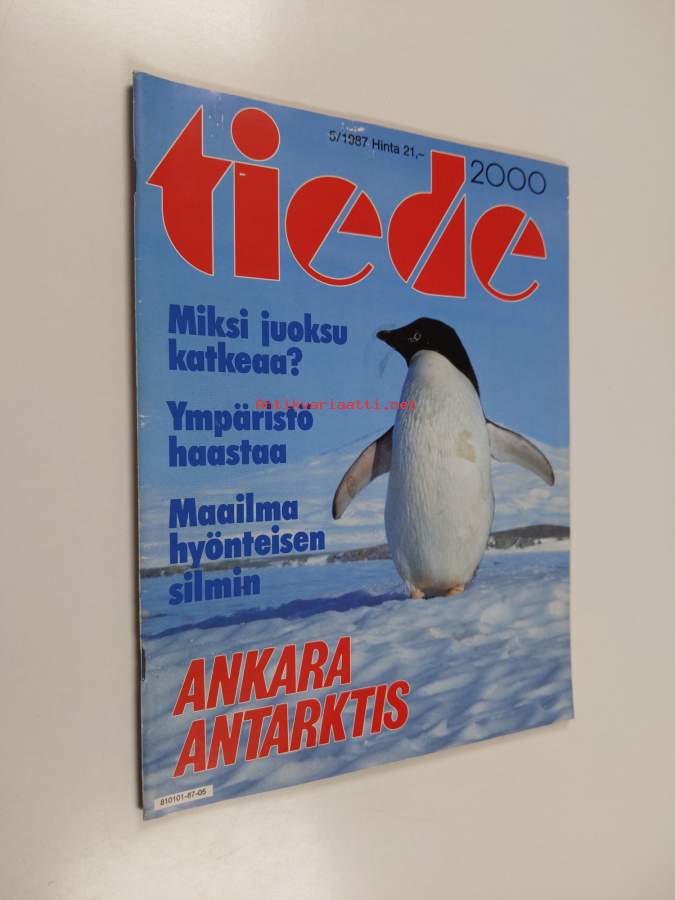 5/1987 Hinta 21,-
tiede 2000
Miksi juoksu
katkeaa?
Antikvariaatti.net
Ympäristö
haastaa
Maailma
hyönteisen
silmin
ANKARA
ANTARKTIS
810101-87-05